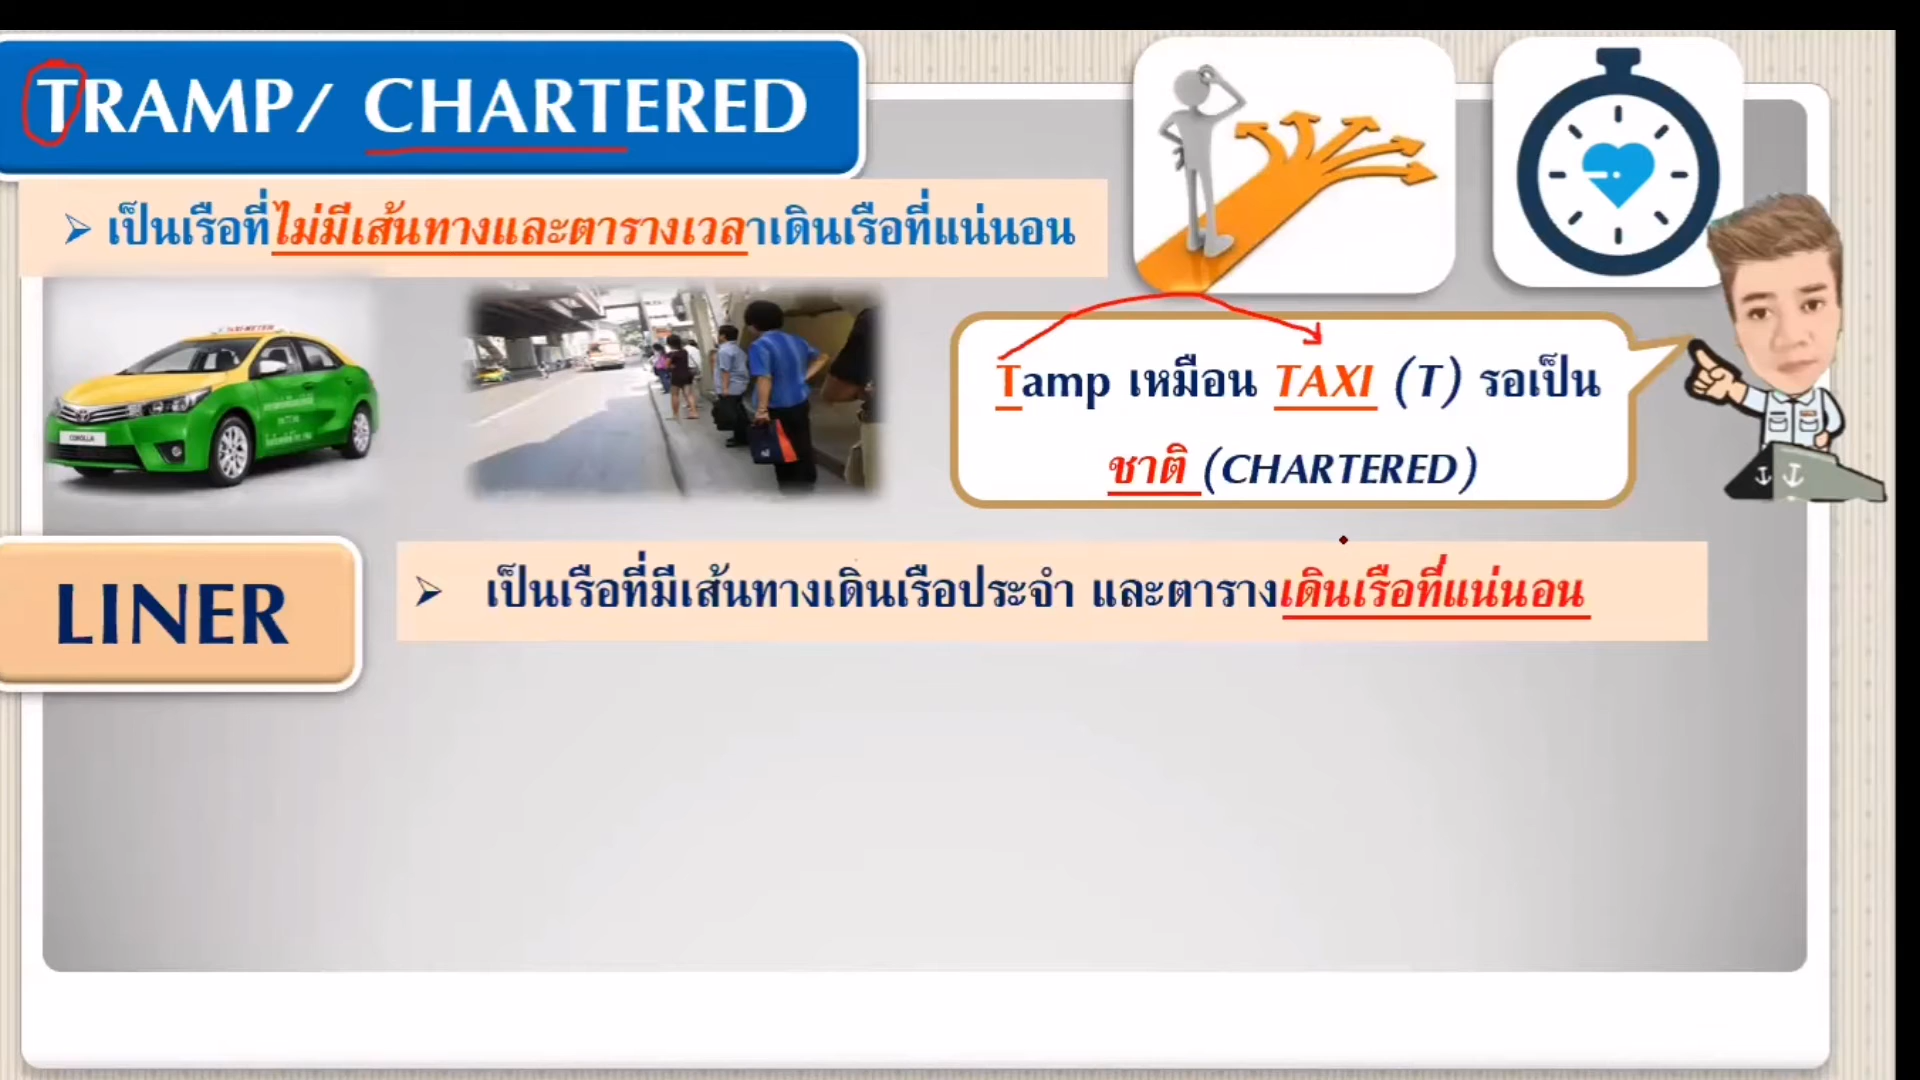 TRAMP/ CHARTERED
➢ เป็นเรือที่ไม่มีเส้นทางและตารางเวลาเดินเรือที่แน่นอน
TAXI-METER
COROLLA
Tamp เหมือน TAXI (T) รอเป็น
ชาติ (CHARTERED)
LINER
➢ เป็นเรือที่มีเส้นทางเดินเรือประจำ และตารางเดินเรือที่แน่นอน